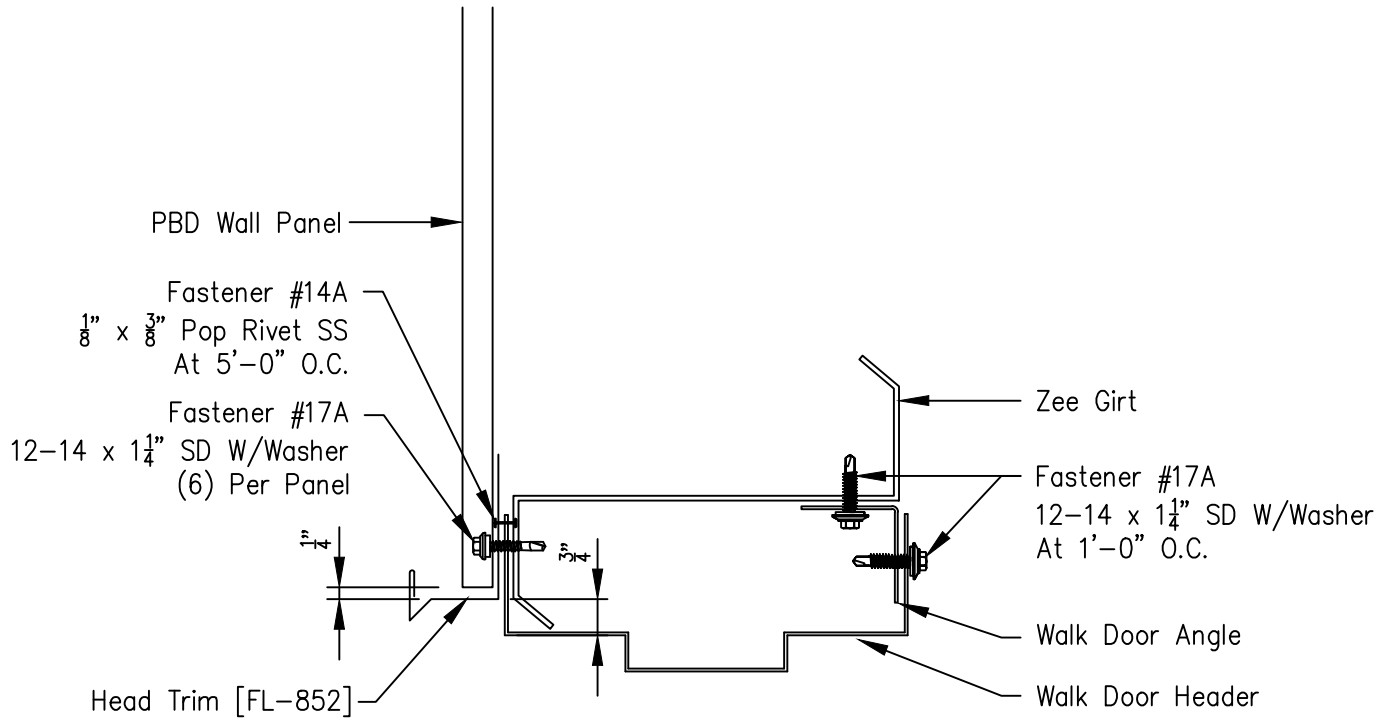 PBD Wall Panel
Fastener #14A
1/8" x 3/8" Pop Rivet SS
At 5'-0" O.C.
Fastener #17A
12-14 x 1 1/4" SD W/Washer
(6) Per Panel
1/4"
3/4"
Head Trim [FL-852]
Zee Girt
Fastener #17A
12-14 x 1 1/4" SD W/Washer
At 1'-0" O.C.
Walk Door Angle
Walk Door Header